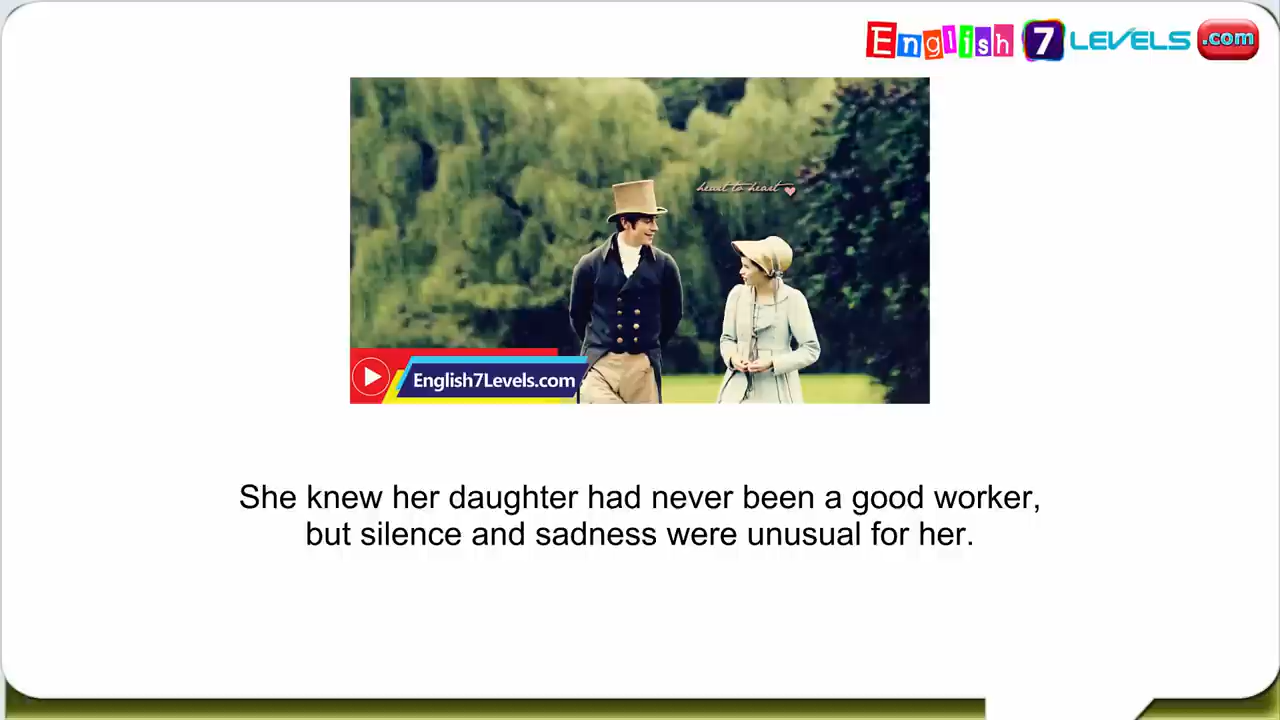 English 7 LEVELS .com
heart to heart
English7Levels.com
She knew her daughter had never been a good worker,
but silence and sadness were unusual for her.